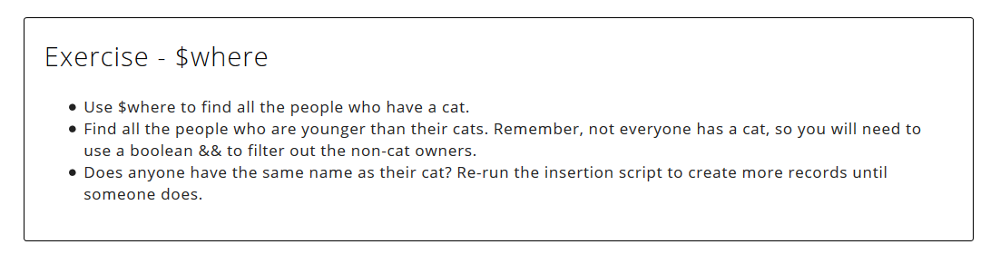 Exercise - $where
Use $where to find all the people who have a cat.
Find all the people who are younger than their cats. Remember, not everyone has a cat, so you will need to
use a boolean && to filter out the non-cat owners.
Does anyone have the same name as their cat? Re-run the insertion script to create more records until
someone does.